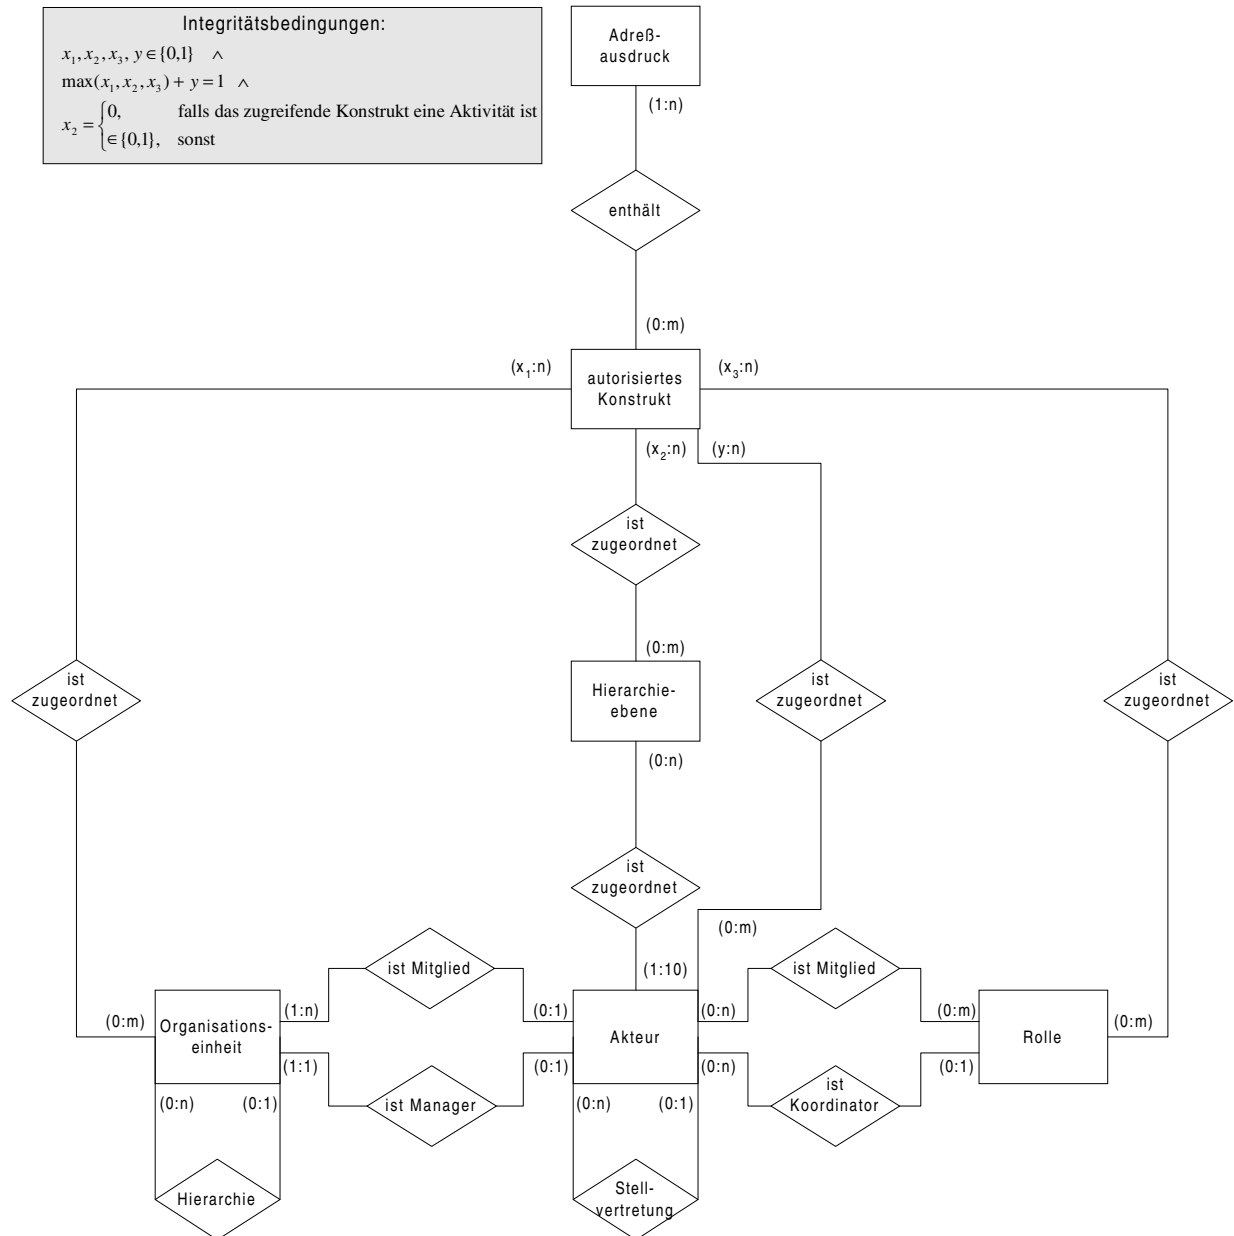 Integritätsbedingungen:
x₁, x₂, x₃, y ∈ {0,1} ∧
max(x₁, x₂, x₃) + y = 1 ∧
x₂ = { 0, falls das zugreifende Konstrukt eine Aktivität ist
∈ {0,1}, sonst
Adreß-
ausdruck
(1:n)
enthält
(0:m)
(x₁:n)
autorisiertes
Konstrukt
(x₃:n)
(x₂:n)
(y:n)
ist
zugeordnet
(0:m)
ist
zugeordnet
Hierarchie-
ebene
ist
zugeordnet
ist
zugeordnet
(0:n)
ist
zugeordnet
(0:m)
(1:10)
ist Mitglied
ist Mitglied
(0:m)
Organisations-
einheit
(1:n)
(0:1)
Akteur
(0:n)
(0:m)
Rolle
(0:m)
(1:1)
(0:1)
(0:n)
(0:1)
(0:n)
(0:1)
ist Manager
(0:n)
(0:1)
ist
Koordinator
Hierarchie
Stell-
vertretung